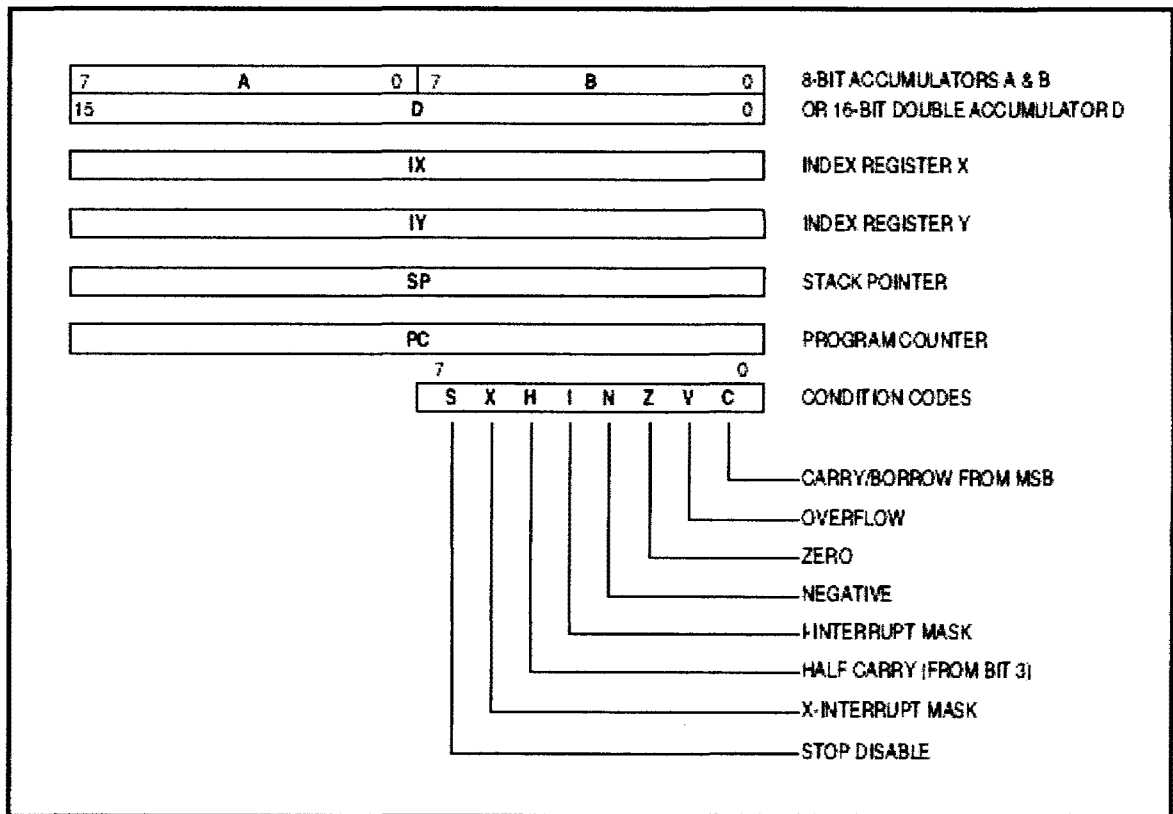 7 A 0 7 B 0 8-BIT ACCUMULATORS A & B
15 D 0 OR 16-BIT DOUBLE ACCUMULATOR D
IX INDEX REGISTER X
IY INDEX REGISTER Y
SP STACK POINTER
PC PROGRAM COUNTER
7 0
S X H I N Z V C CONDITION CODES
CARRY/BORROW FROM MSB
OVERFLOW
ZERO
NEGATIVE
I-INTERRUPT MASK
HALF CARRY (FROM BIT 3)
X-INTERRUPT MASK
STOP DISABLE